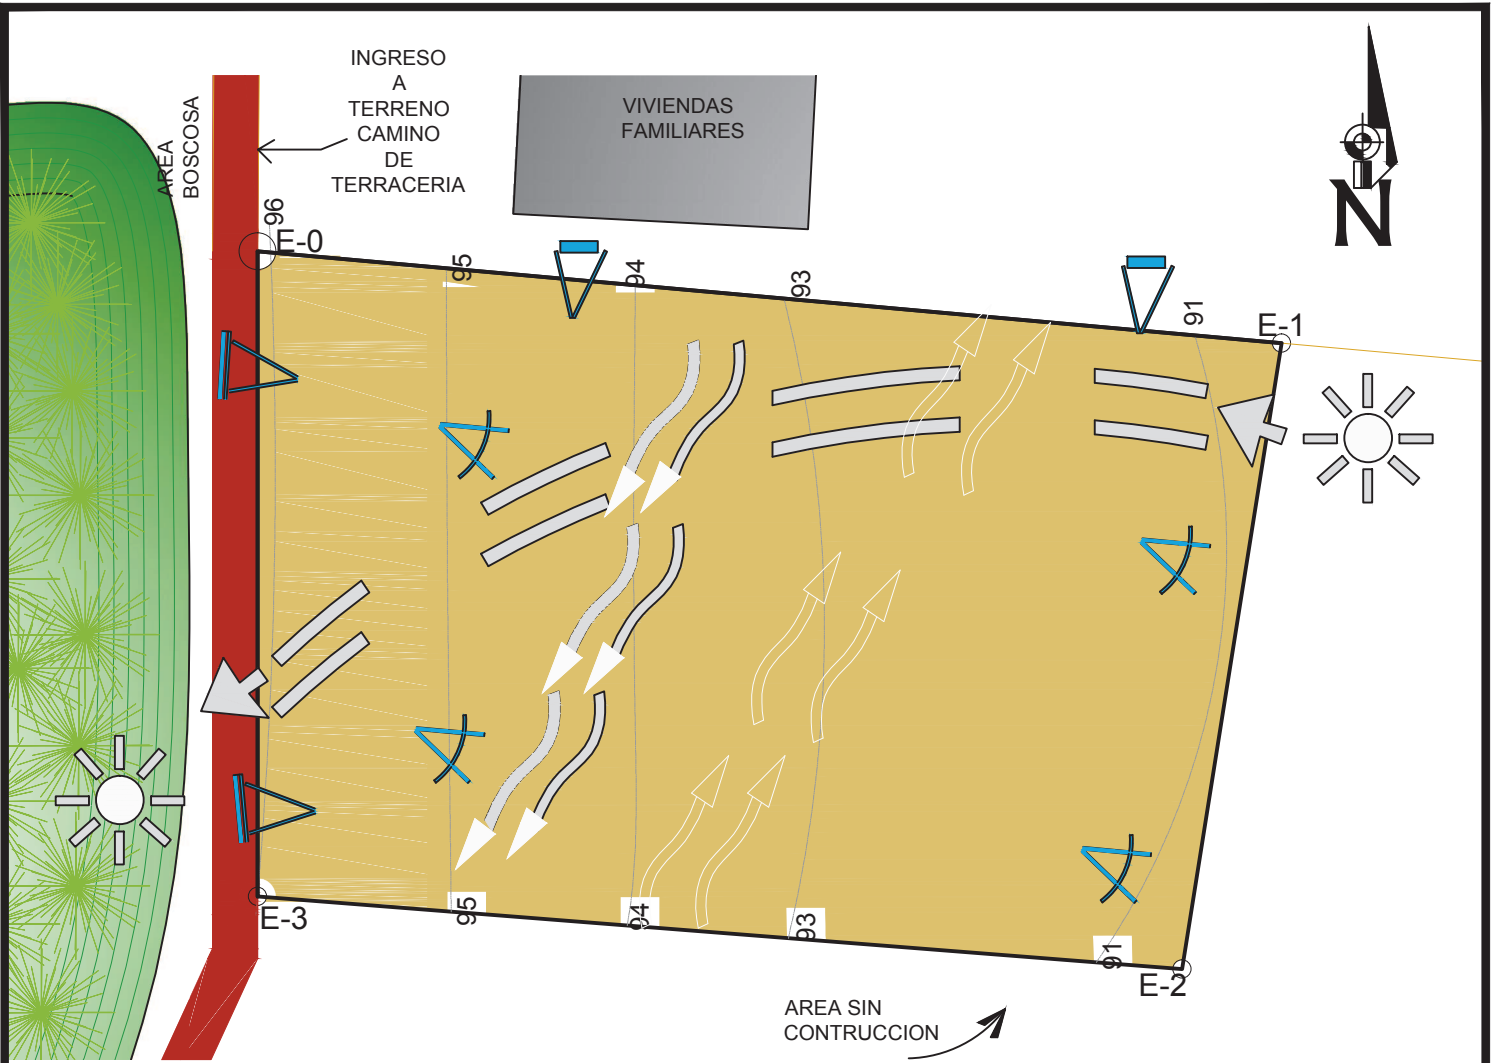 INGRESO
A
TERRENO
CAMINO
DE
TERRACERIA
VIVIENDAS
FAMILIARES
AREA
BOSCOSA
N
96
E-0
95
94
93
91
E-1
E-3
95
94
93
91
E-2
AREA SIN
CONTRUCCION